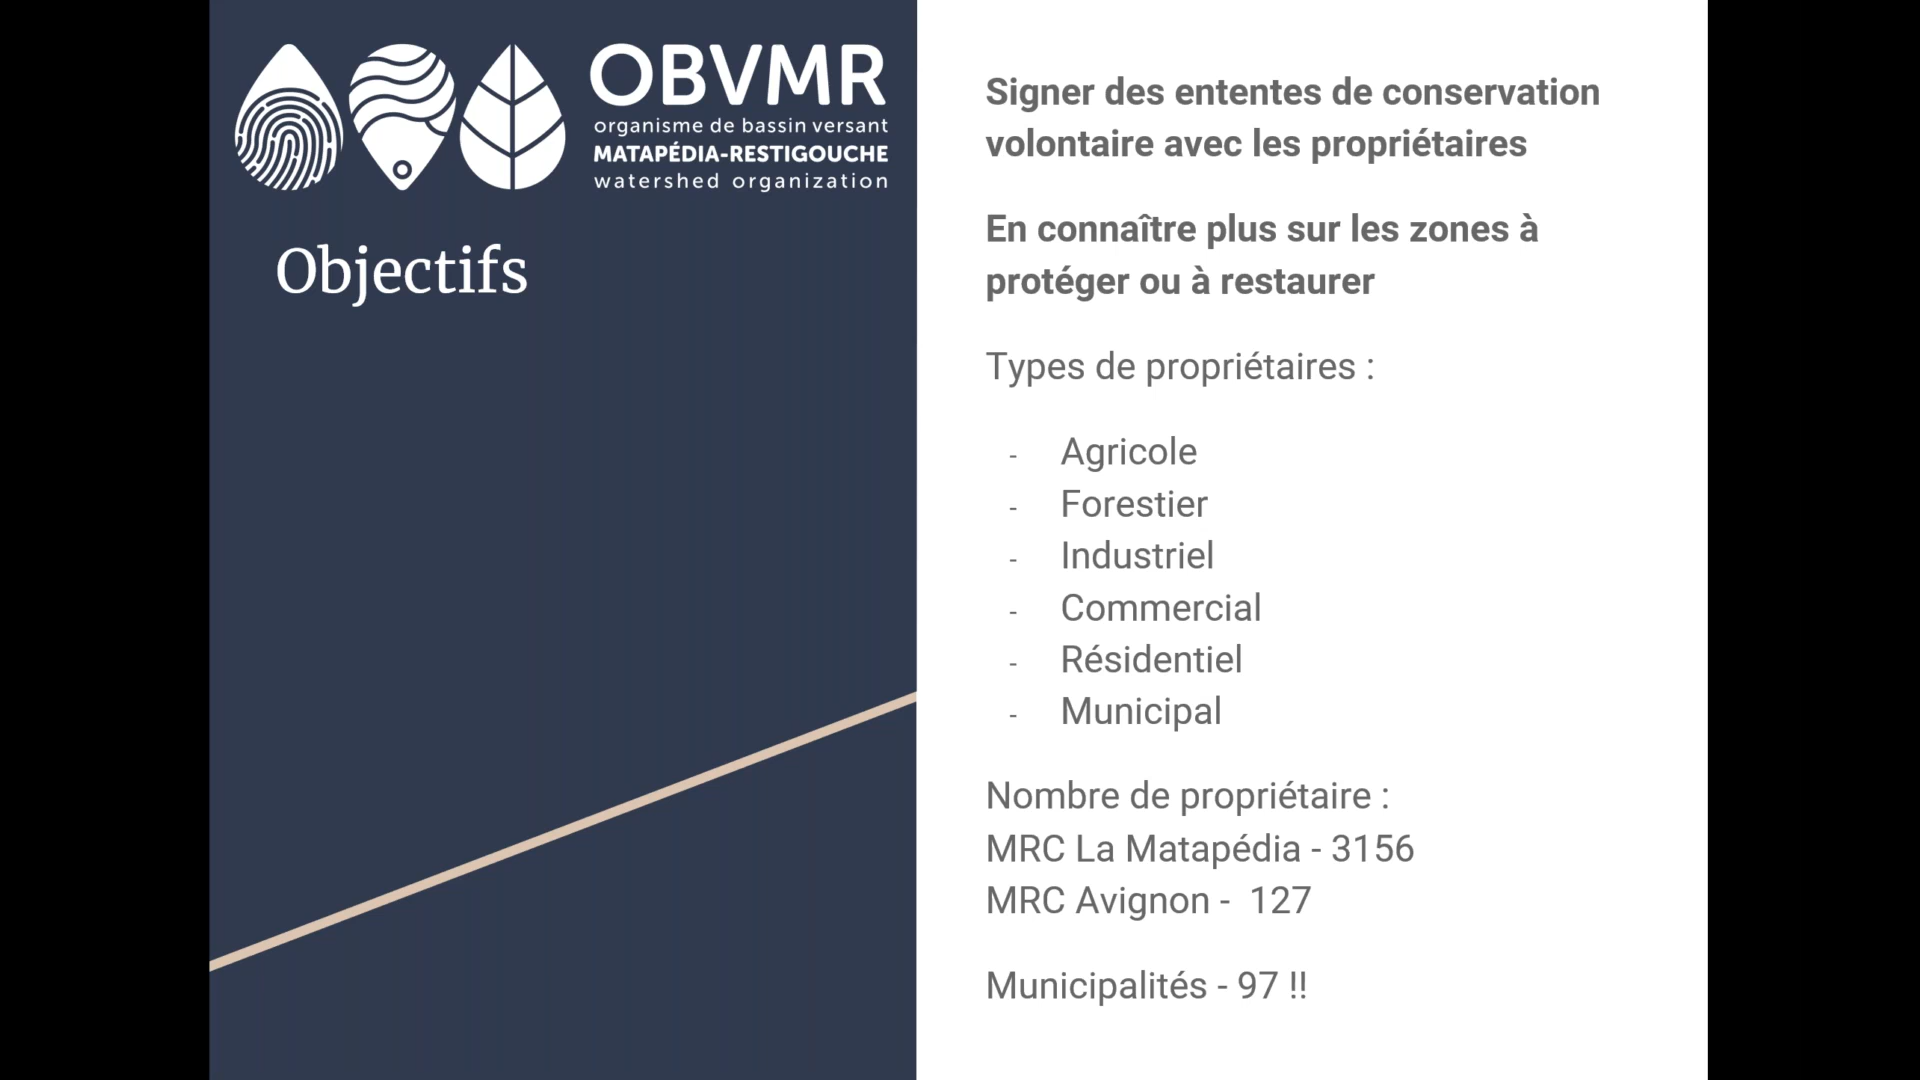 OBVMR
organisme de bassin versant
MATAPÉDIA-RESTIGOUCHE
watershed organization
Objectifs
Signer des ententes de conservation
volontaire avec les propriétaires
En connaître plus sur les zones à
protéger ou à restaurer
Types de propriétaires :
- Agricole
- Forestier
- Industriel
- Commercial
- Résidentiel
- Municipal
Nombre de propriétaire :
MRC La Matapédia - 3156
MRC Avignon - 127
Municipalités - 97 !!